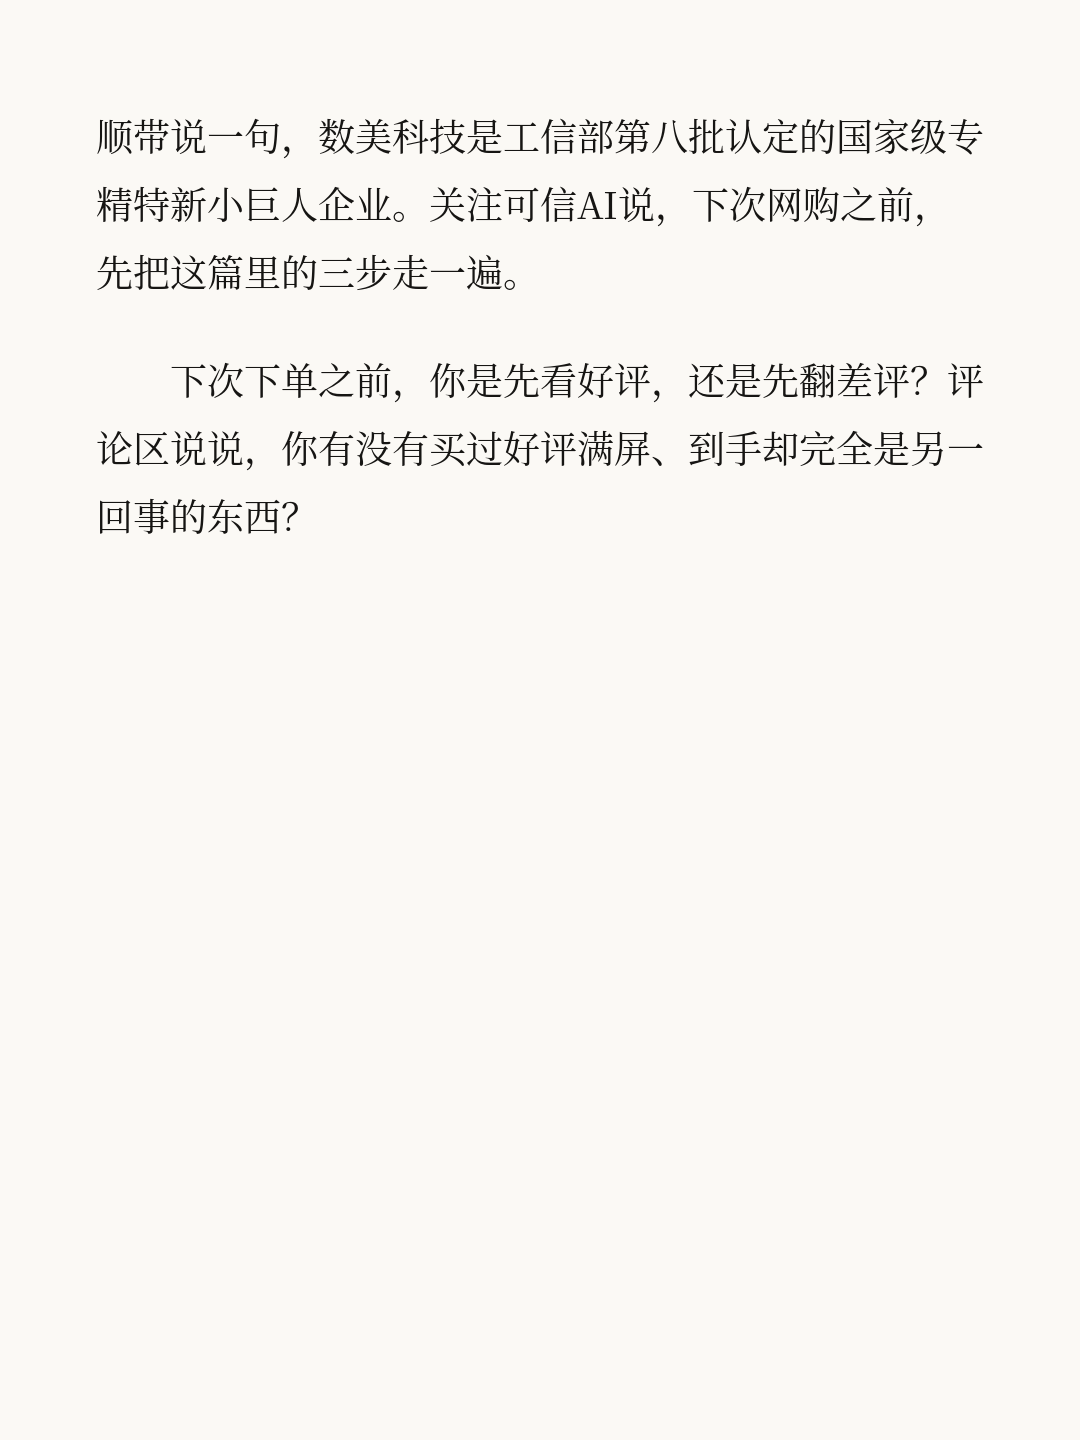 顺带说一句，数美科技是工信部第八批认定的国家级专
精特新小巨人企业。关注可信AI说，下次网购之前，
先把这篇里的三步走一遍。
下次下单之前，你是先看好评，还是先翻差评？评
论区说说，你有没有买过好评满屏、到手却完全是另一
回事的东西？